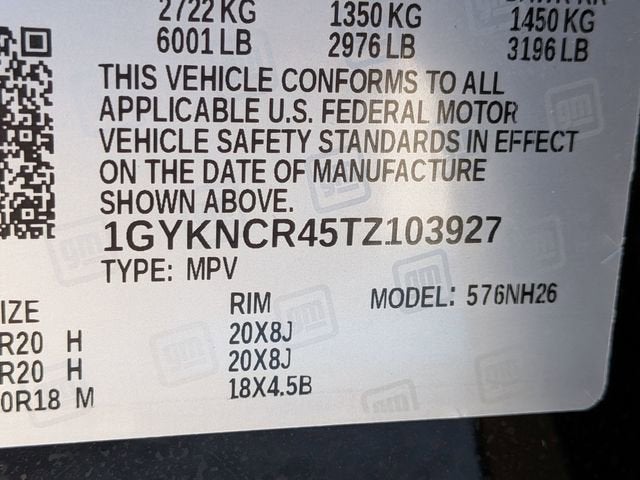 2722 KG 1350 KG 1450 KG
6001 LB 2976 LB 3196 LB
THIS VEHICLE CONFORMS TO ALL
APPLICABLE U.S. FEDERAL MOTOR
VEHICLE SAFETY STANDARDS IN EFFECT
ON THE DATE OF MANUFACTURE
SHOWN ABOVE.
1GYKNCR45TZ103927
TYPE: MPV
IZE RIM MODEL: 576NH26
R20 H 20X8J
R20 H 20X8J
0R18 M 18X4.5B